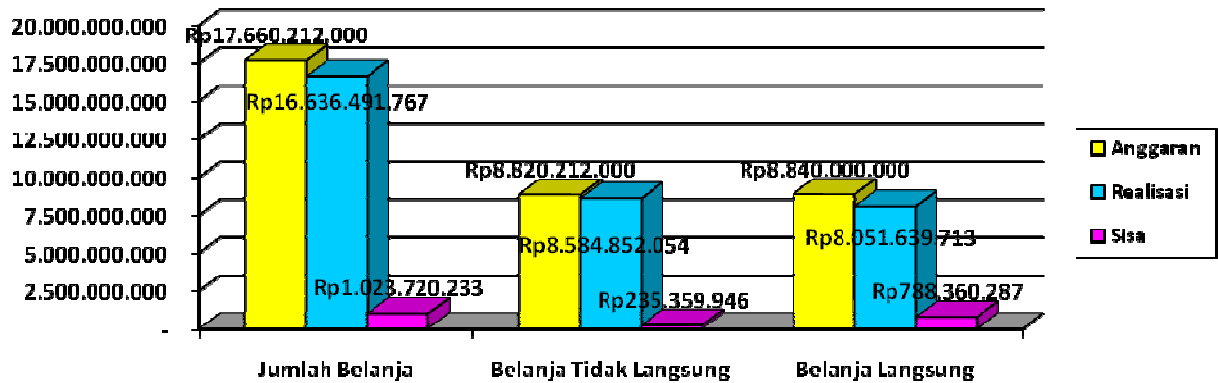 20.000.000.000
17.500.000.000
15.000.000.000
12.500.000.000
10.000.000.000
7.500.000.000
5.000.000.000
2.500.000.000
-
Rp17.660.212.000
Rp16.636.491.767
Rp1.023.720.233
Rp8.820.212.000
Rp8.584.852.054
Rp235.359.946
Rp8.840.000.000
Rp8.051.639.713
Rp788.360.287
Jumlah Belanja
Belanja Tidak Langsung
Belanja Langsung
Anggaran
Realisasi
Sisa